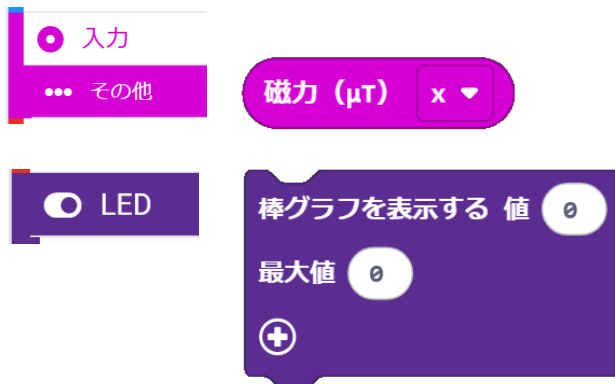 入力
その他
磁力（μT） x
LED
棒グラフを表示する 値 0
最大値 0